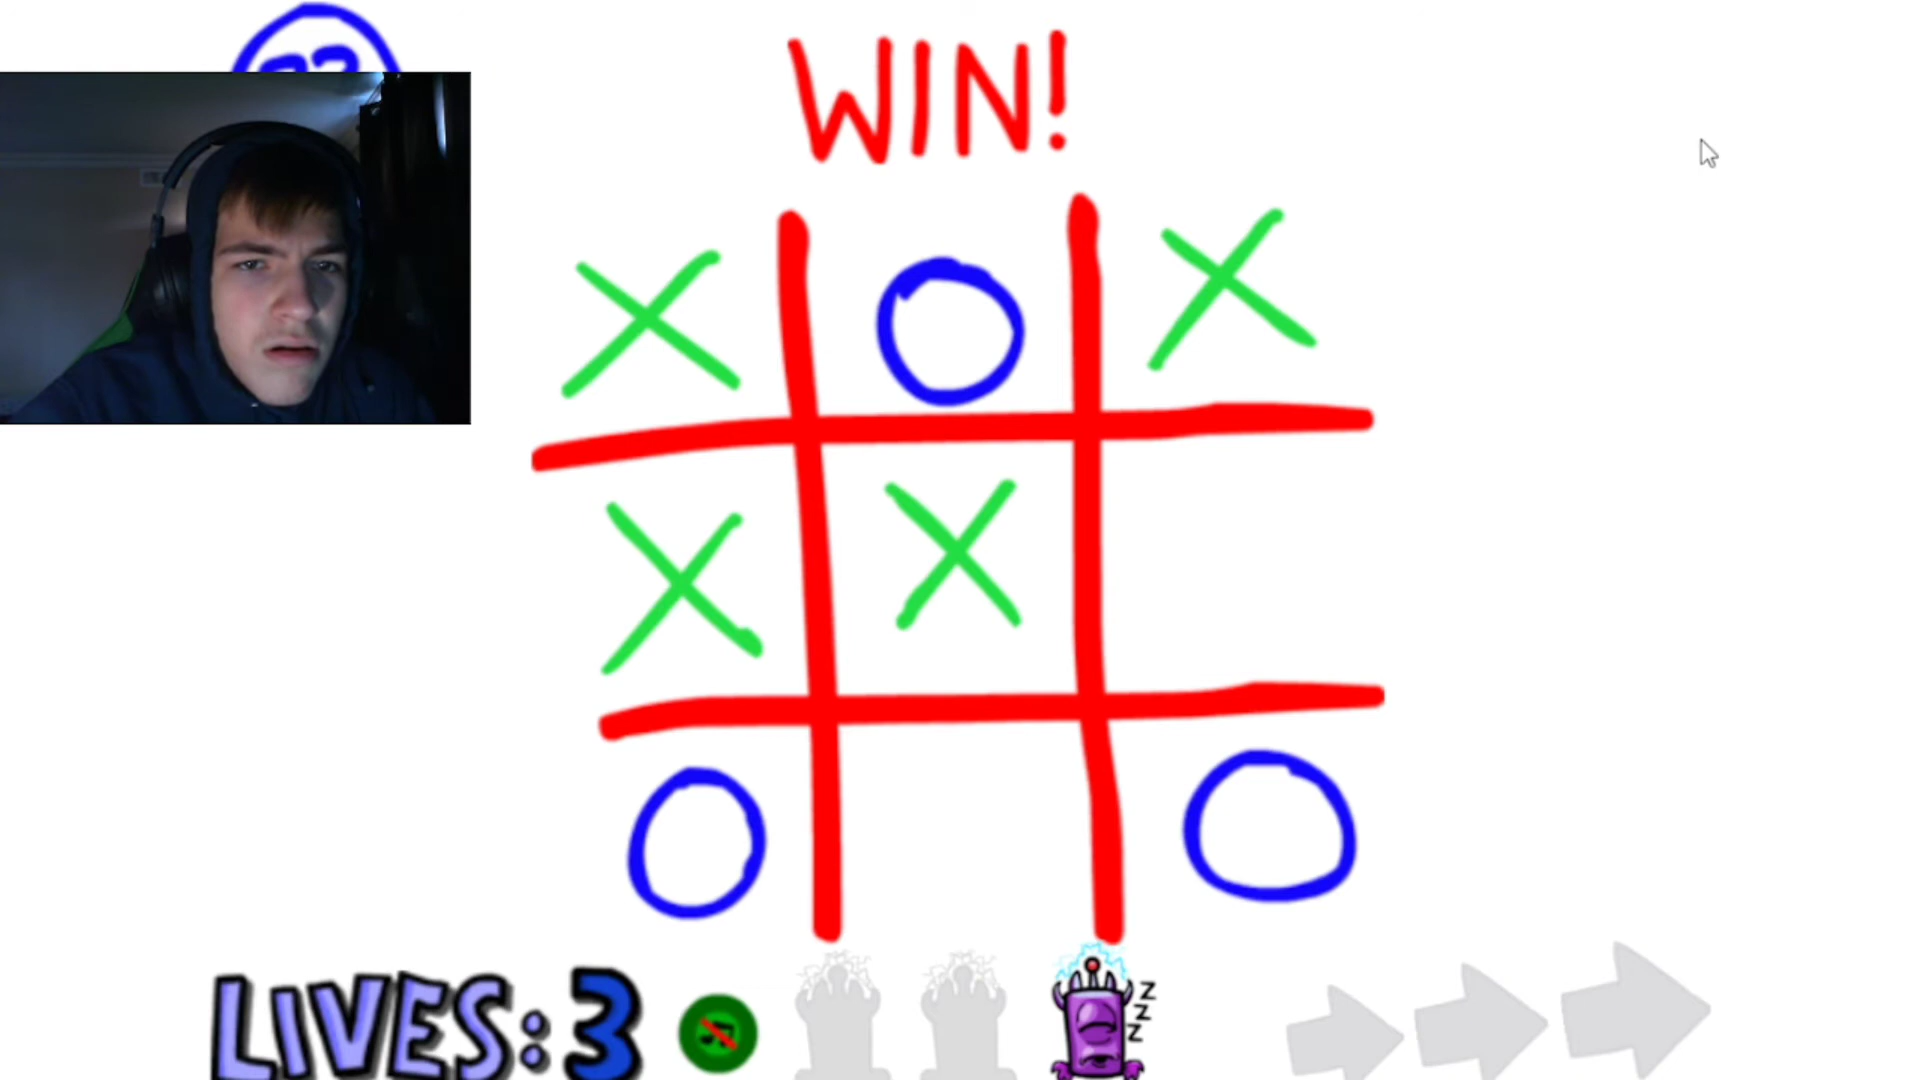 WIN!
X O X
X X
O O
LIVES: 3
z
z
z